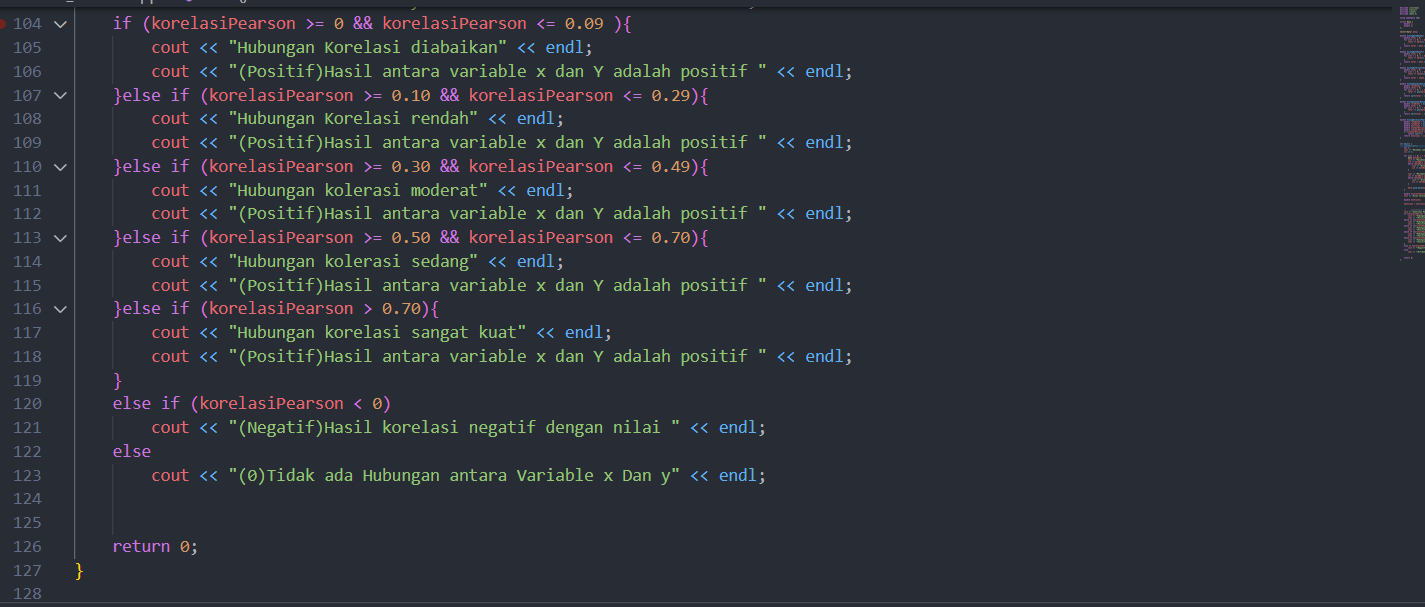 104 if (korelasiPearson >= 0 && korelasiPearson <= 0.09 ){
105 cout << "Hubungan Korelasi diabaikan" << endl;
106 cout << "(Positif)Hasil antara variable x dan Y adalah positif " << endl;
107 }else if (korelasiPearson >= 0.10 && korelasiPearson <= 0.29){
108 cout << "Hubungan Korelasi rendah" << endl;
109 cout << "(Positif)Hasil antara variable x dan Y adalah positif " << endl;
110 }else if (korelasiPearson >= 0.30 && korelasiPearson <= 0.49){
111 cout << "Hubungan kolerasi moderat" << endl;
112 cout << "(Positif)Hasil antara variable x dan Y adalah positif " << endl;
113 }else if (korelasiPearson >= 0.50 && korelasiPearson <= 0.70){
114 cout << "Hubungan kolerasi sedang" << endl;
115 cout << "(Positif)Hasil antara variable x dan Y adalah positif " << endl;
116 }else if (korelasiPearson > 0.70){
117 cout << "Hubungan korelasi sangat kuat" << endl;
118 cout << "(Positif)Hasil antara variable x dan Y adalah positif " << endl;
119 }
120 else if (korelasiPearson < 0)
121 cout << "(Negatif)Hasil korelasi negatif dengan nilai " << endl;
122 else
123 cout << "(0)Tidak ada Hubungan antara Variable x Dan y" << endl;
124
125
126 return 0;
127 }
128